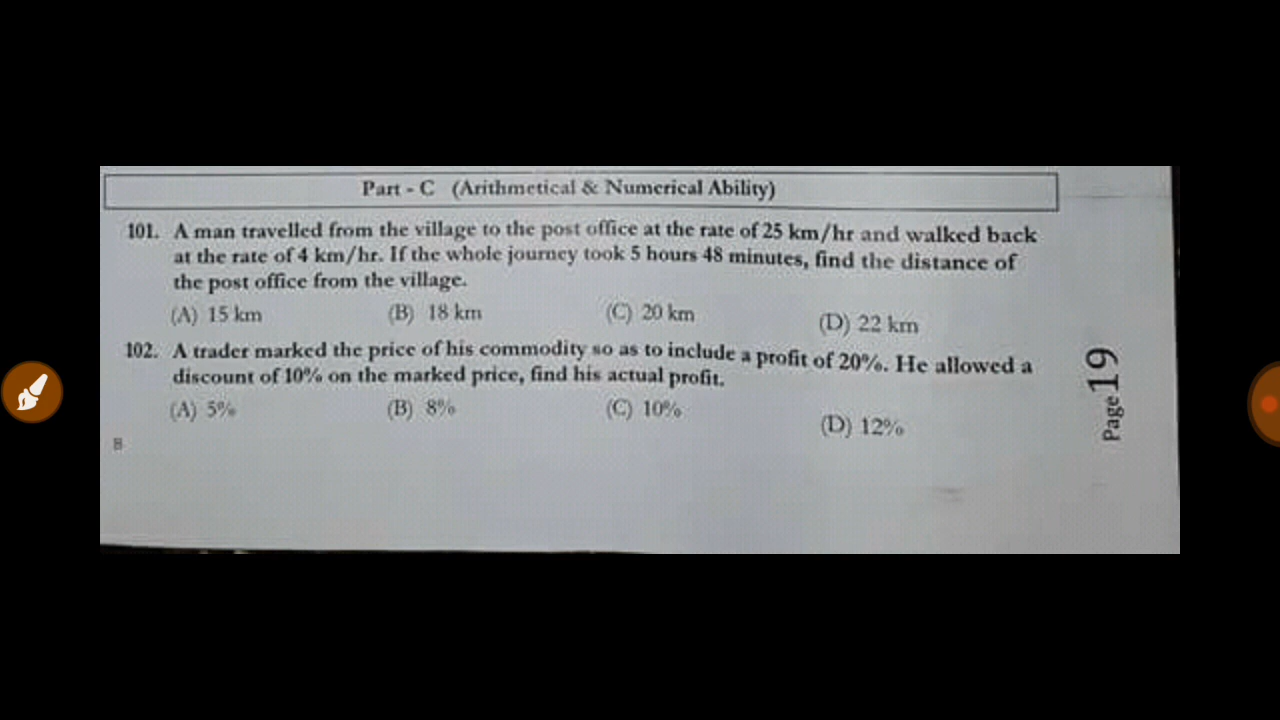 Part - C (Arithmetical & Numerical Ability)
101. A man travelled from the village to the post office at the rate of 25 km/hr and walked back
at the rate of 4 km/hr. If the whole journey took 5 hours 48 minutes, find the distance of
the post office from the village.
(A) 15 km (B) 18 km (C) 20 km (D) 22 km
102. A trader marked the price of his commodity so as to include a profit of 20%. He allowed a
discount of 10% on the marked price, find his actual profit.
(A) 5% (B) 8% (C) 10% (D) 12%
B
Page 19